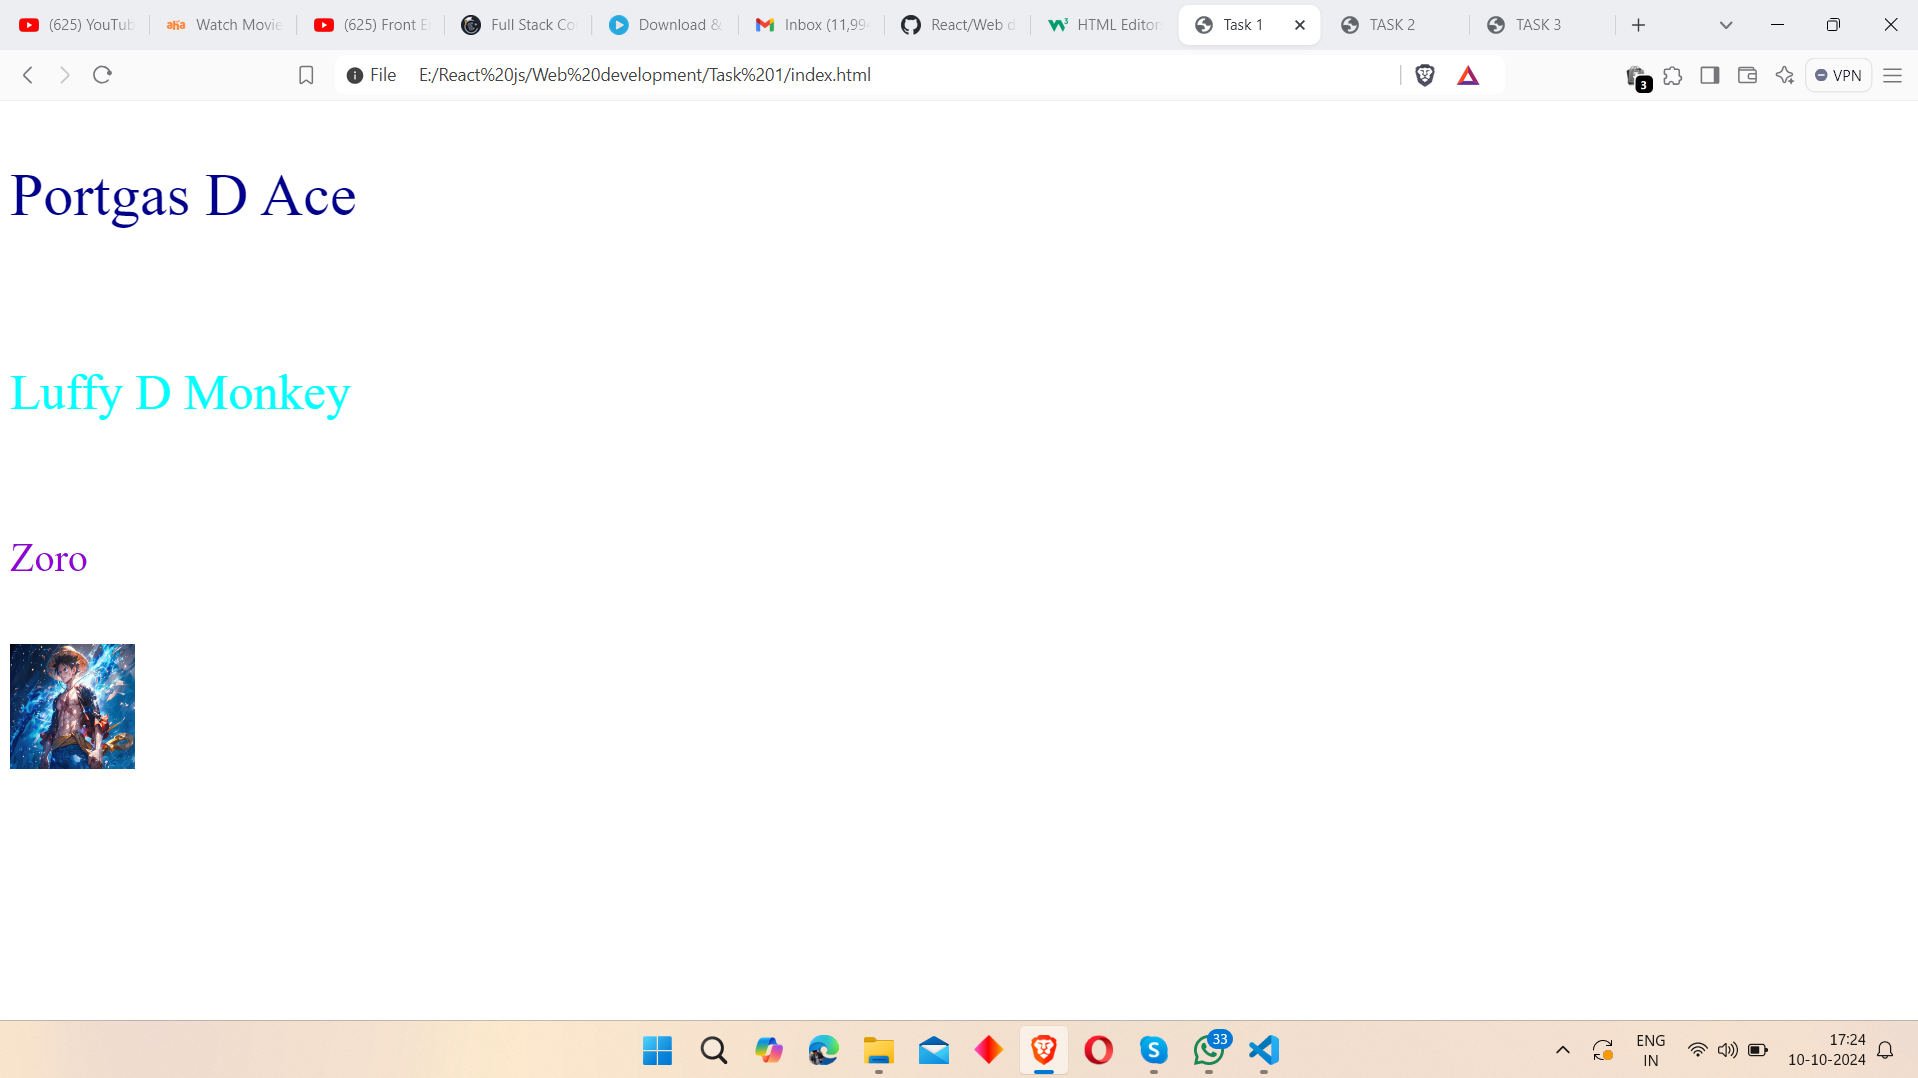 (625) YouTub
aha Watch Movie
(625) Front E
Full Stack Co
Download &
Inbox (11,99
React/Web d
HTML Editor
Task 1
TASK 2
TASK 3
File E:/React%20js/Web%20development/Task%201/index.html
3
VPN
Portgas D Ace
Luffy D Monkey
Zoro
33
ENG
IN
17:24
10-10-2024